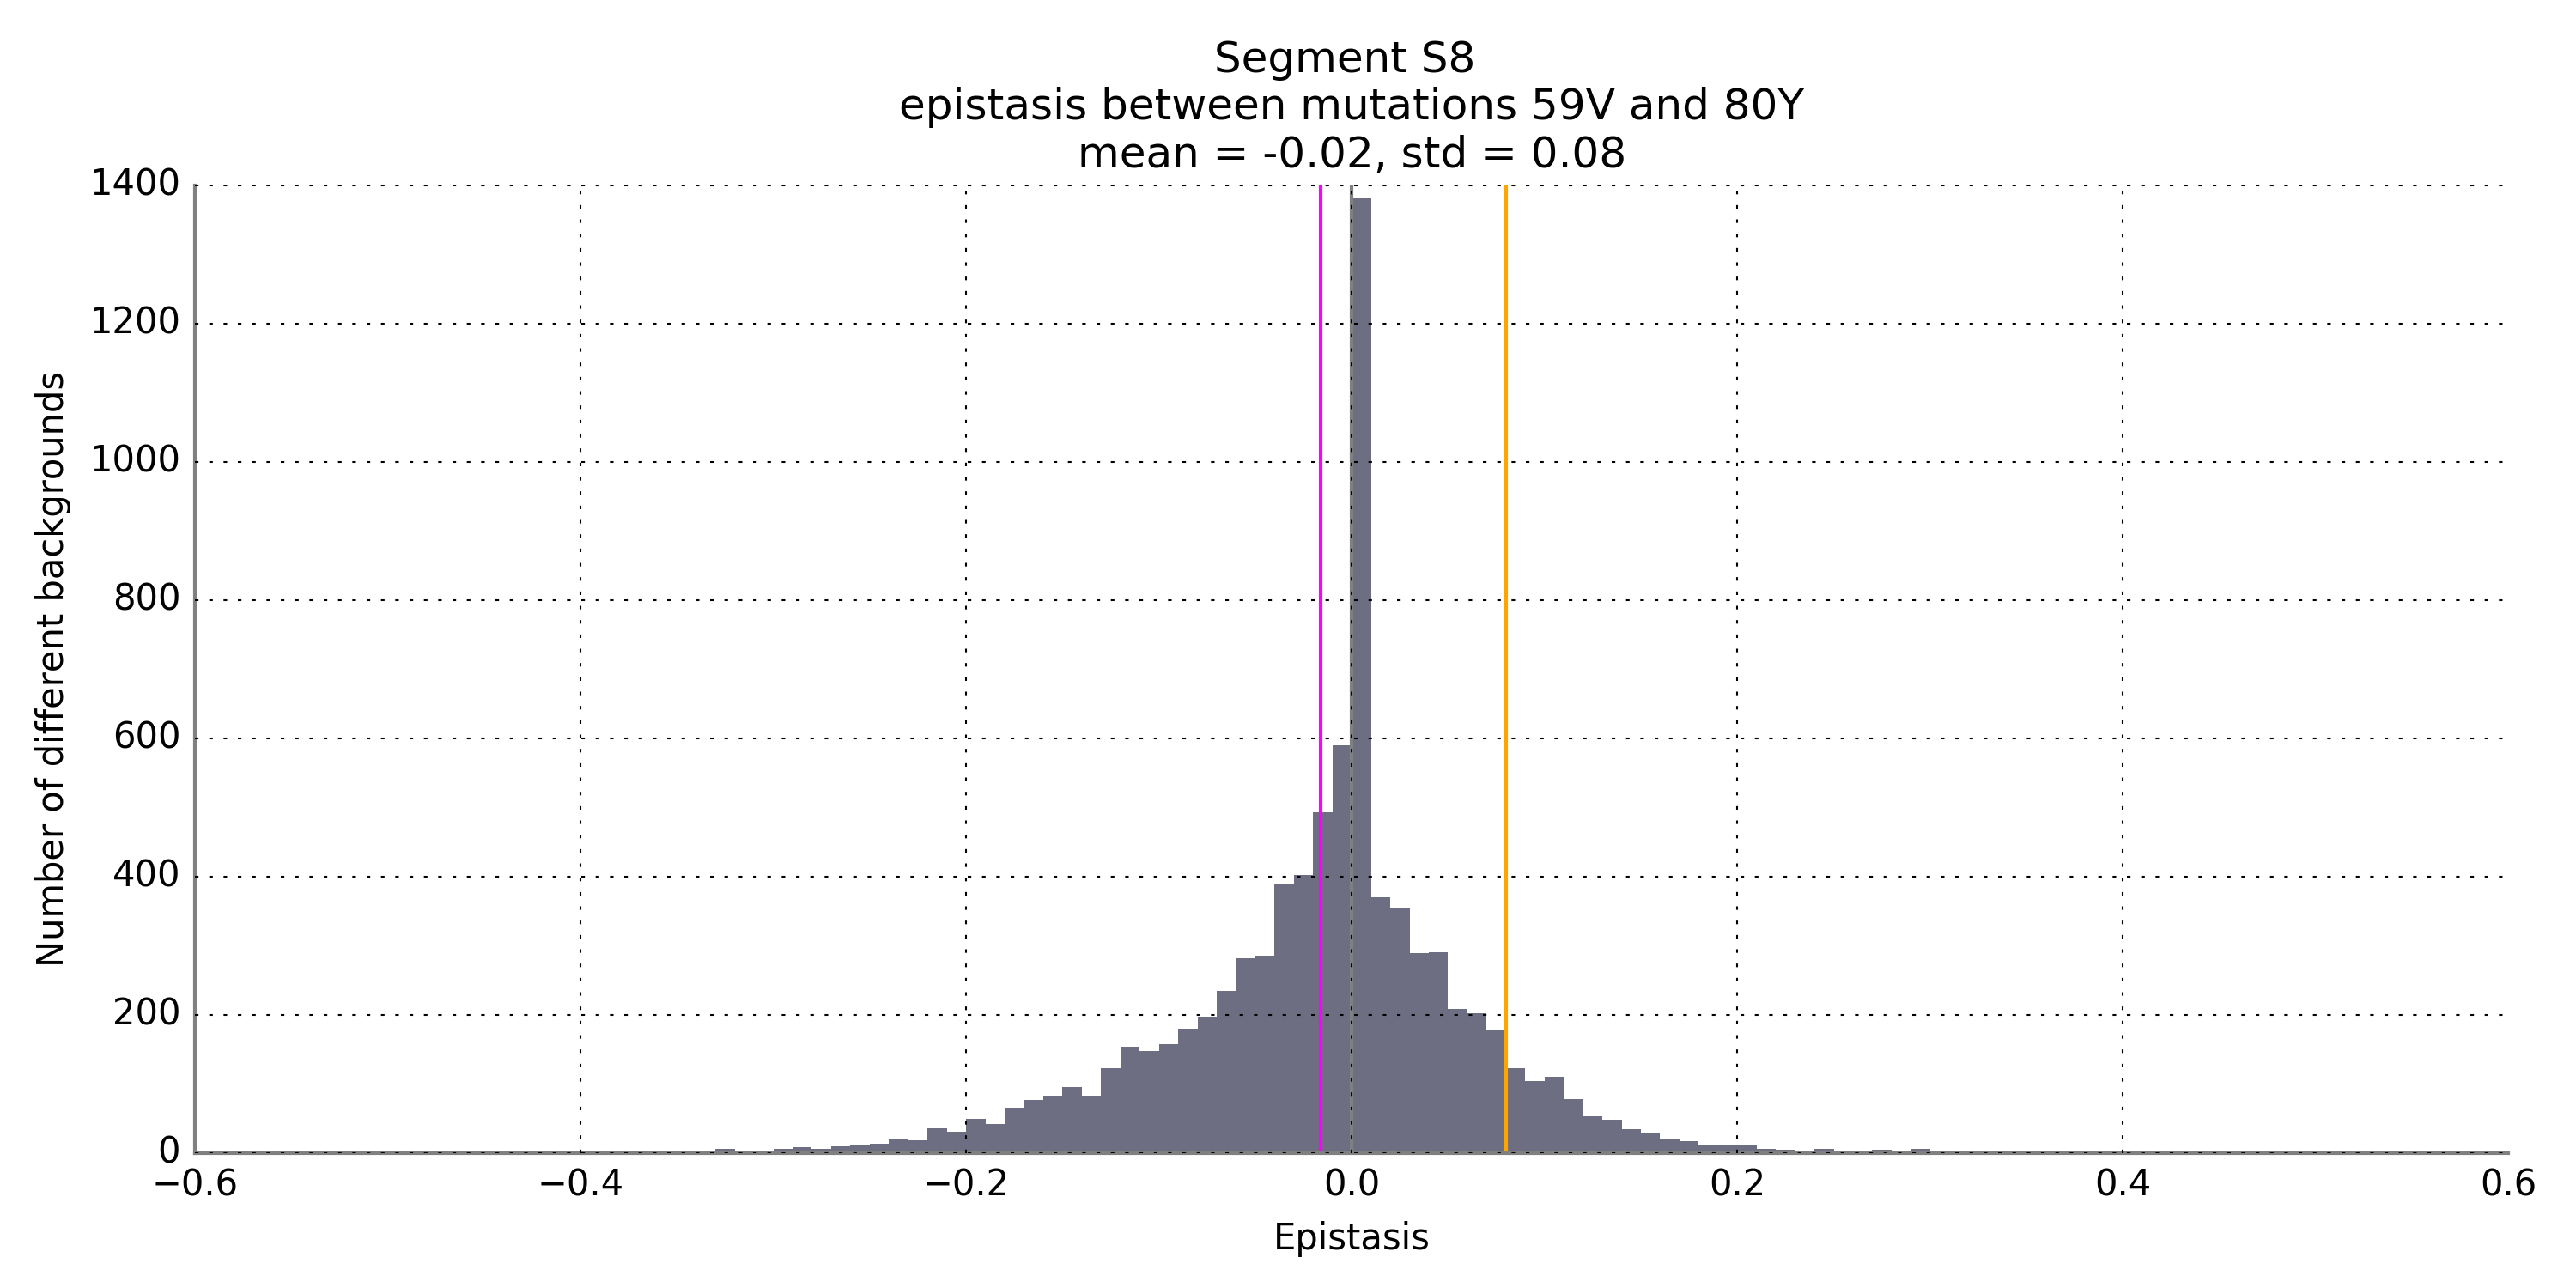 Segment S8
epistasis between mutations 59V and 80Y
mean = -0.02, std = 0.08
1400
1200
1000
800
600
400
200
0
Number of different backgrounds
−0.6 −0.4 −0.2 0.0 0.2 0.4 0.6
Epistasis